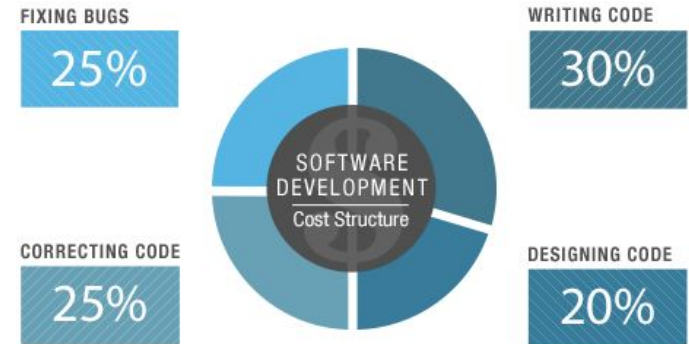 FIXING BUGS
25%
WRITING CODE
30%
SOFTWARE
DEVELOPMENT
Cost Structure
CORRECTING CODE
25%
DESIGNING CODE
20%
$